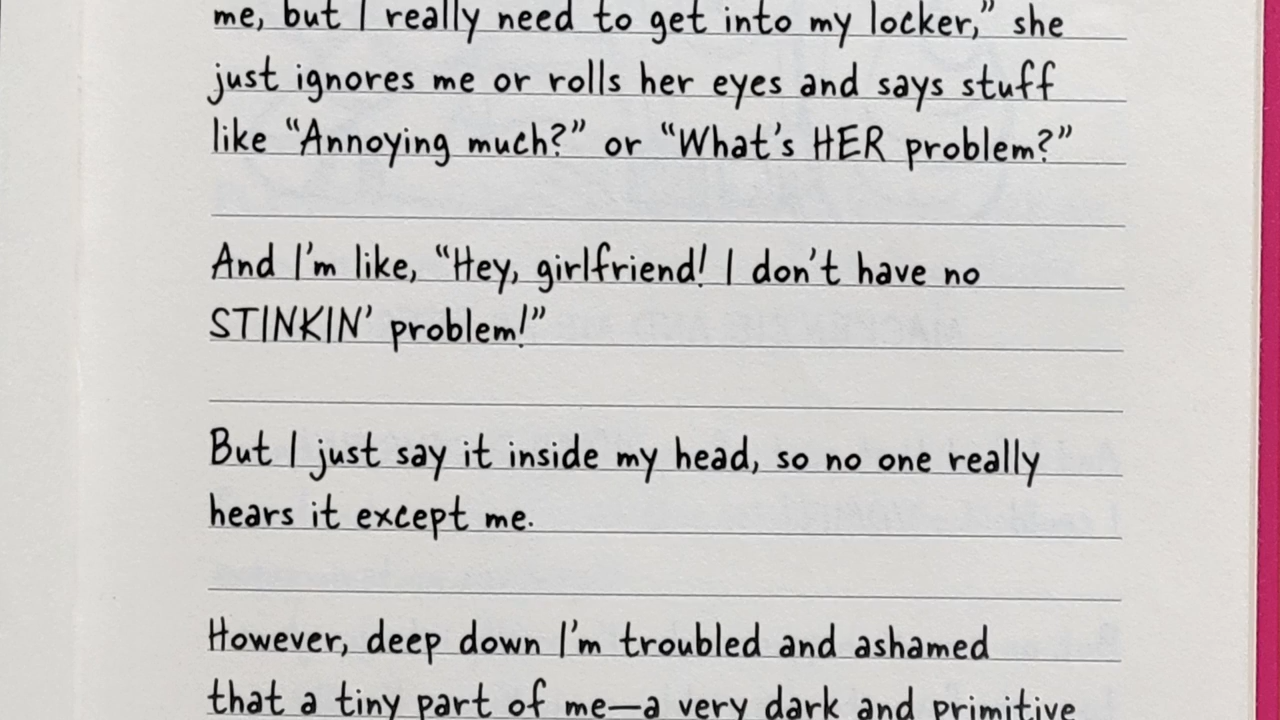 me, but I really need to get into my locker,” she
just ignores me or rolls her eyes and says stuff
like “Annoying much?” or “What’s HER problem?”
And I’m like, “Hey, girlfriend! I don’t have no
STINKIN’ problem!”
But I just say it inside my head, so no one really
hears it except me.
However, deep down I’m troubled and ashamed
that a tiny part of me—a very dark and primitive